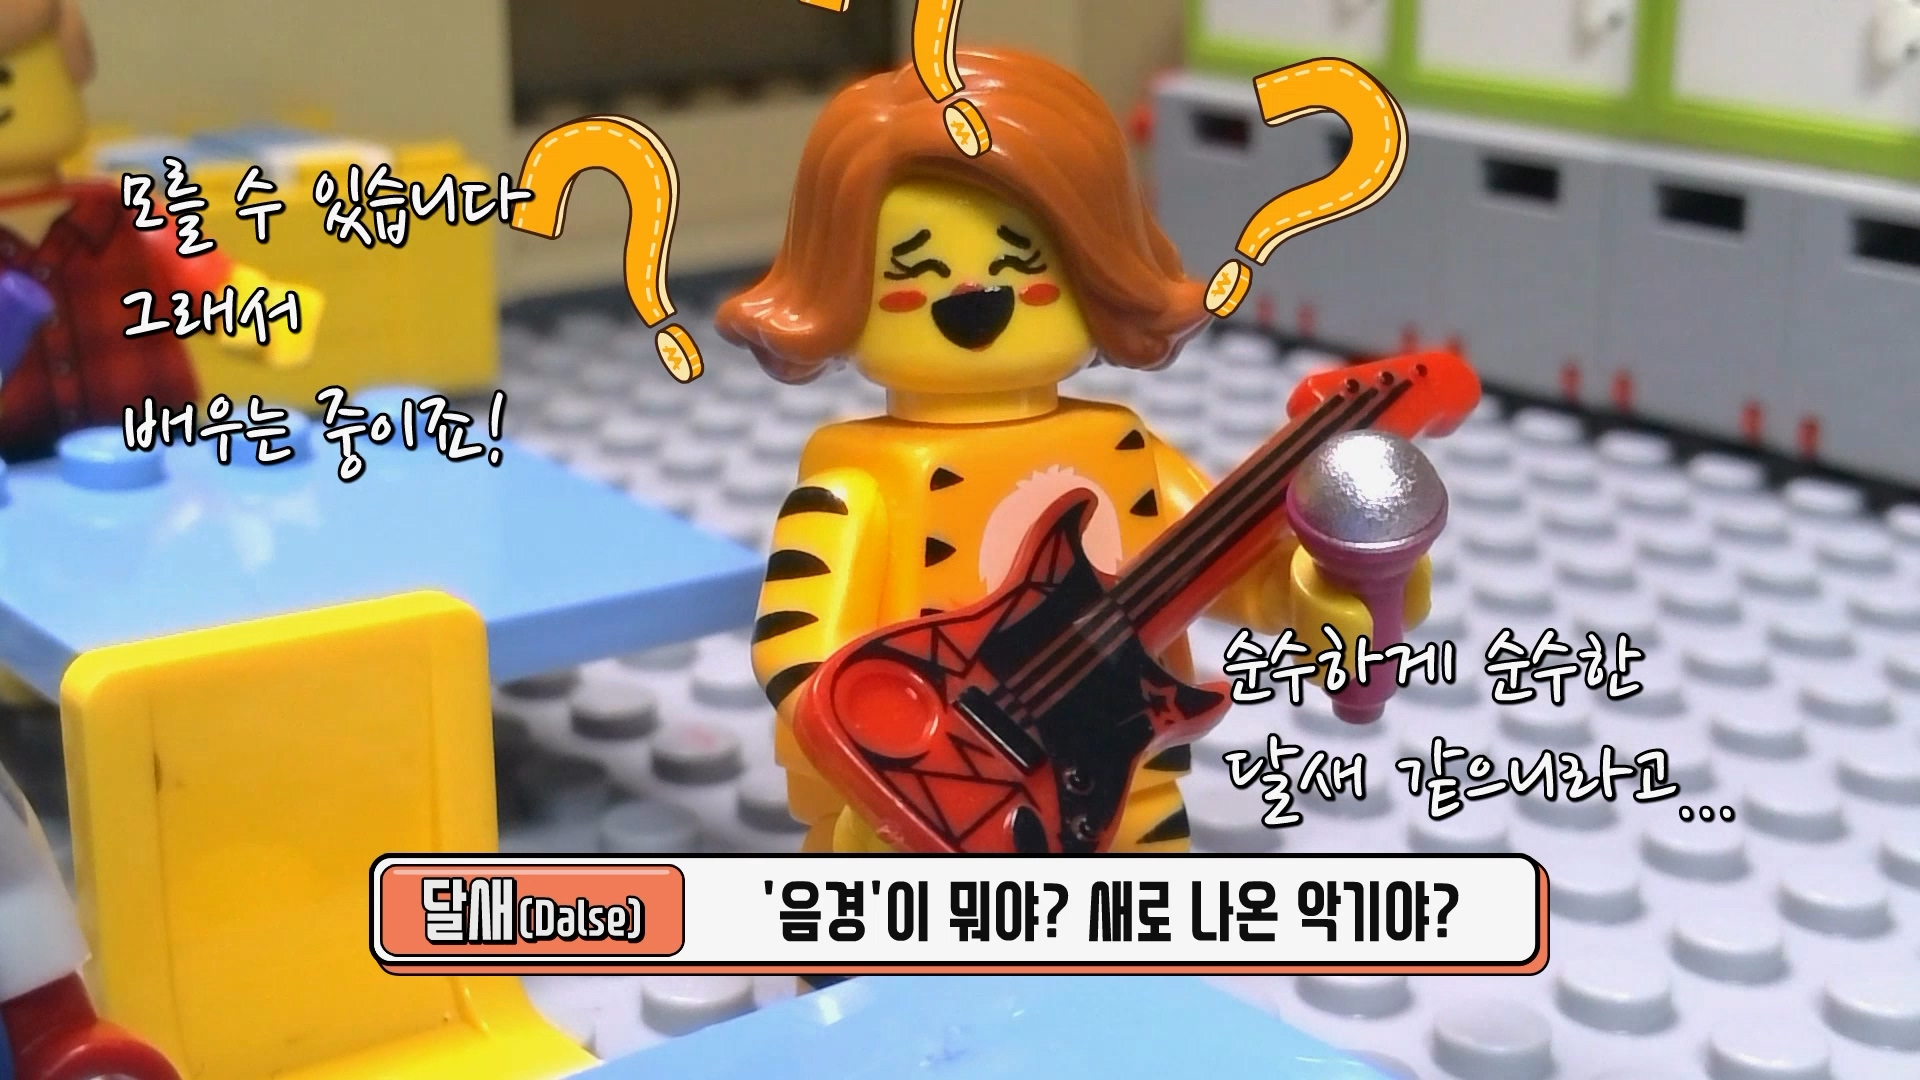 모를 수 있습니다
그래서
배우는 중이죠!
순수하게 순수한
달새 같으니라고...
달새(Dalse) '음경'이 뭐야? 새로 나온 악기야?